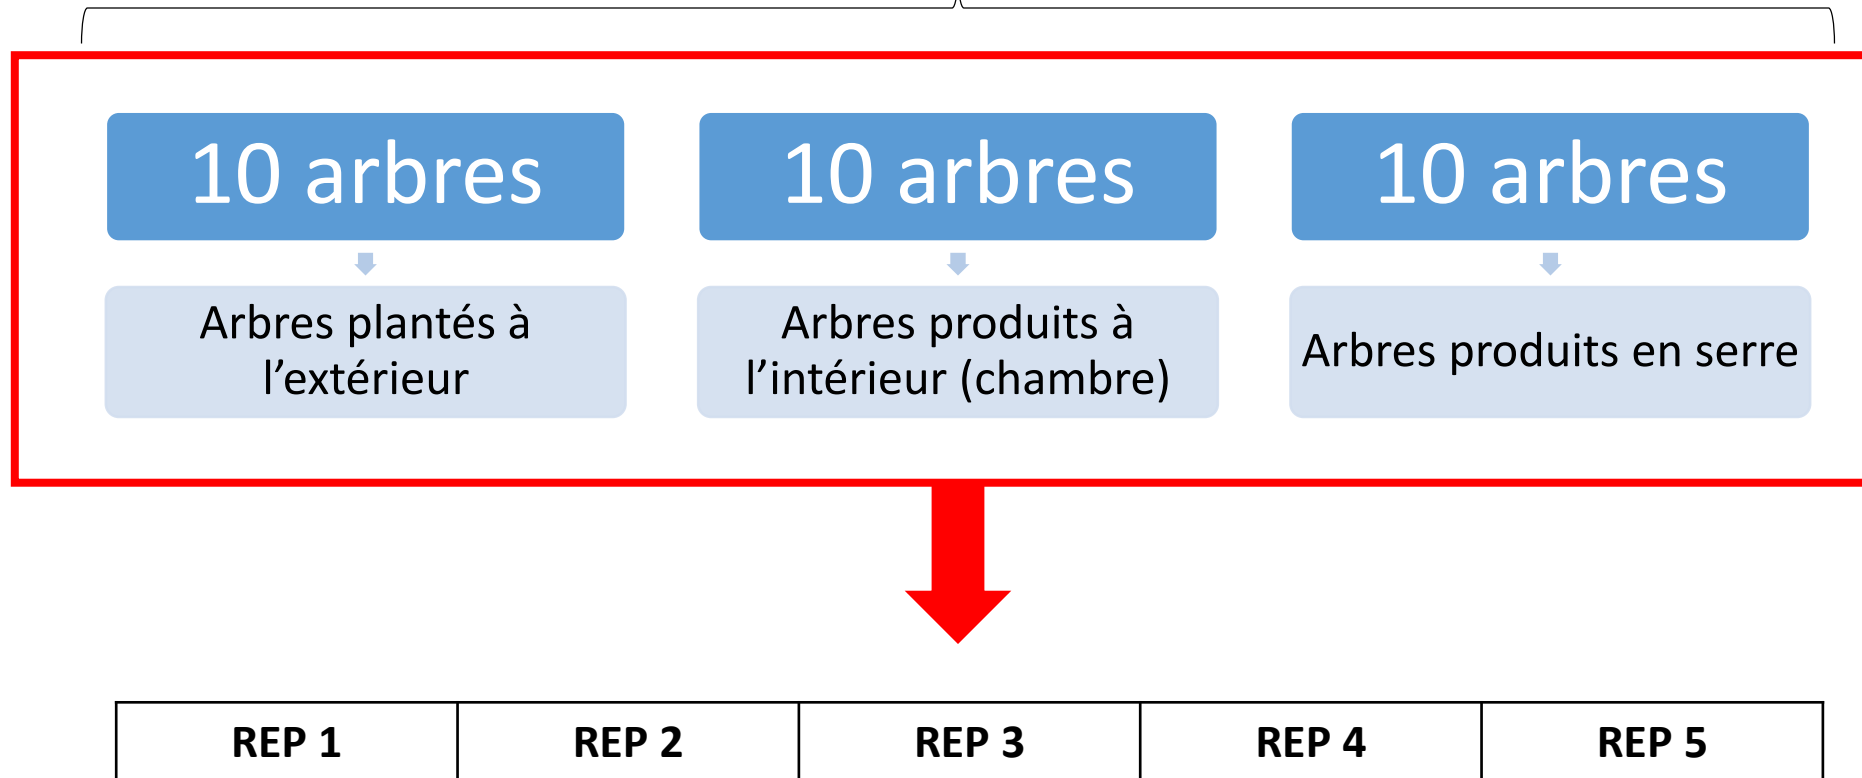 10 arbres
10 arbres
10 arbres
Arbres plantés à
l’extérieur
Arbres produits à
l’intérieur (chambre)
Arbres produits en serre
REP 1
REP 2
REP 3
REP 4
REP 5